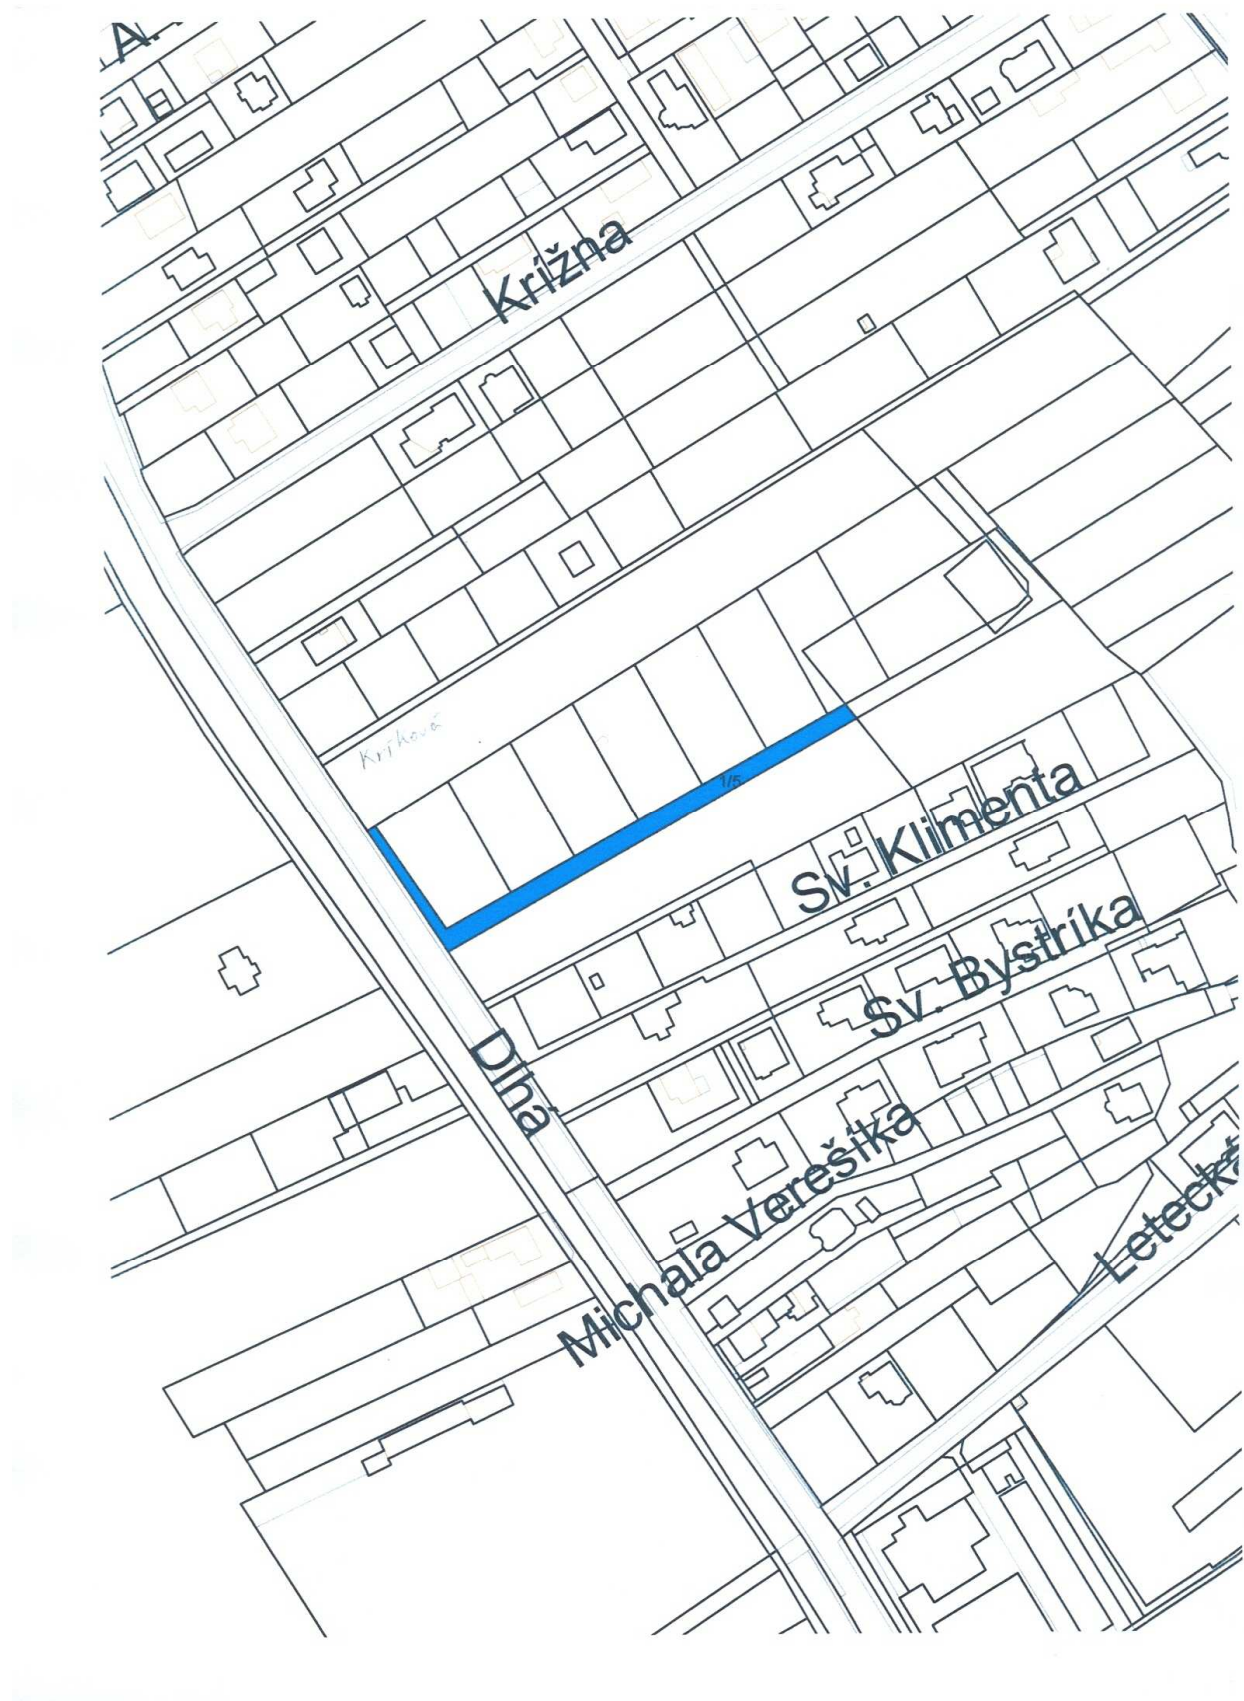 A.
Krížna
Kríková
1/5
Sv. Klimenta
Sv. Bystríka
Dlhá
Michala Verešíka
Letecká